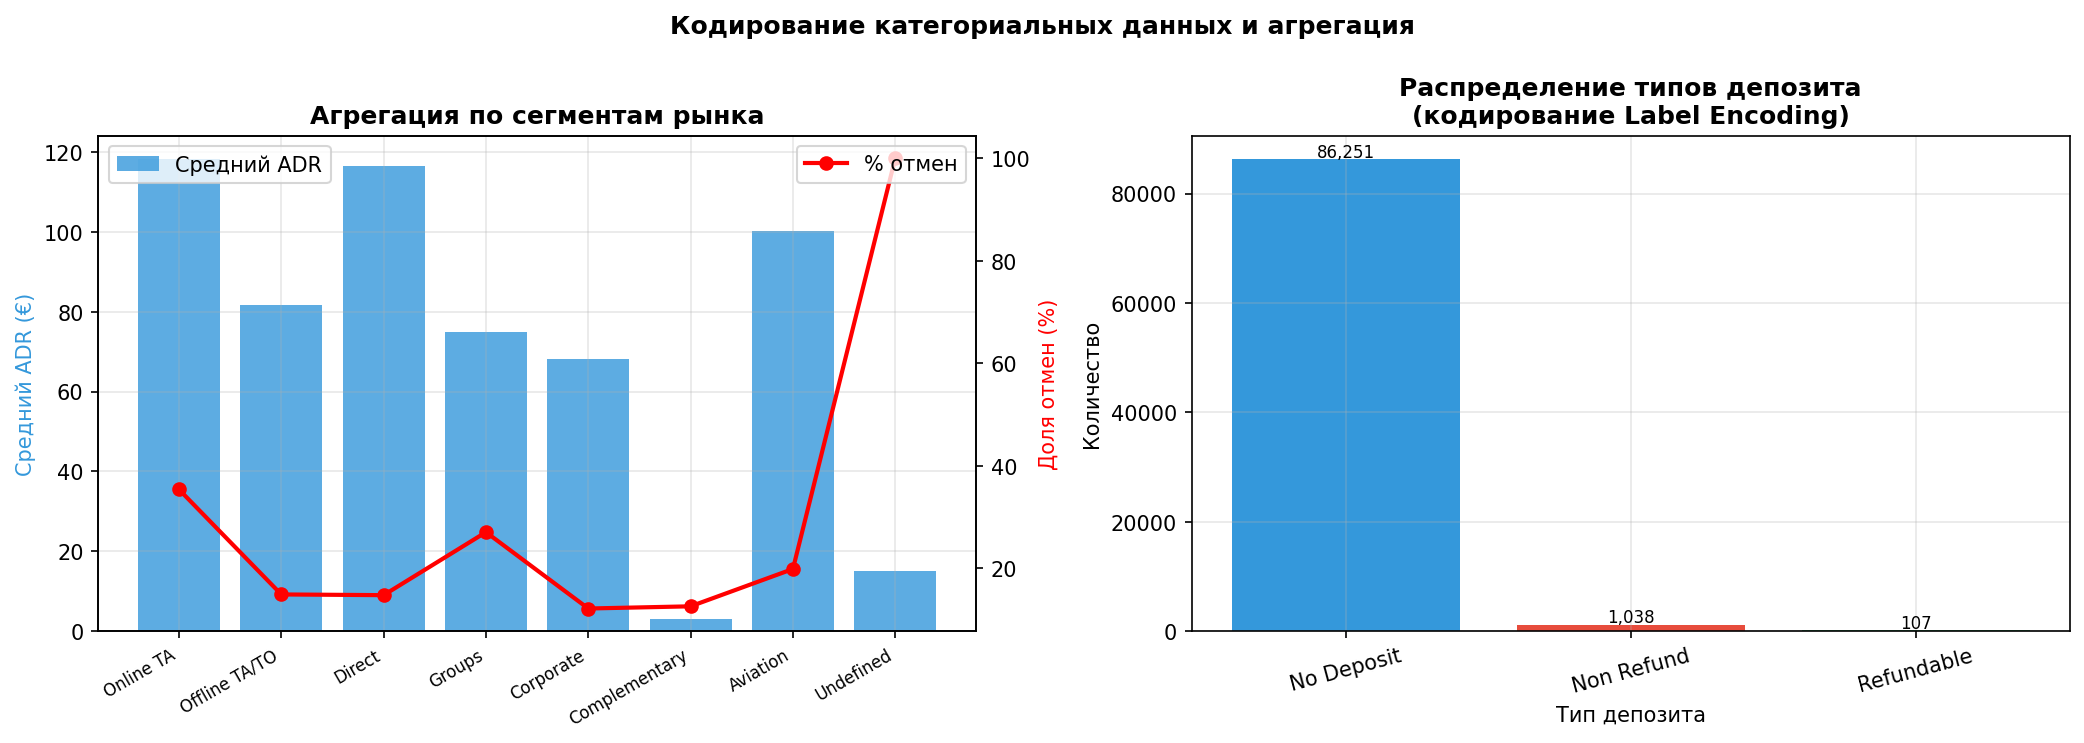 Кодирование категориальных данных и агрегация
Агрегация по сегментам рынка
Средний ADR
% отмен
Средний ADR (€)
120
100
80
60
40
20
0
100
80
60
40
20
Доля отмен (%)
Online TA
Offline TA/TO
Direct
Groups
Corporate
Complementary
Aviation
Undefined
Распределение типов депозита
(кодирование Label Encoding)
Количество
80000
60000
40000
20000
0
86,251
1,038
107
No Deposit
Non Refund
Refundable
Тип депозита